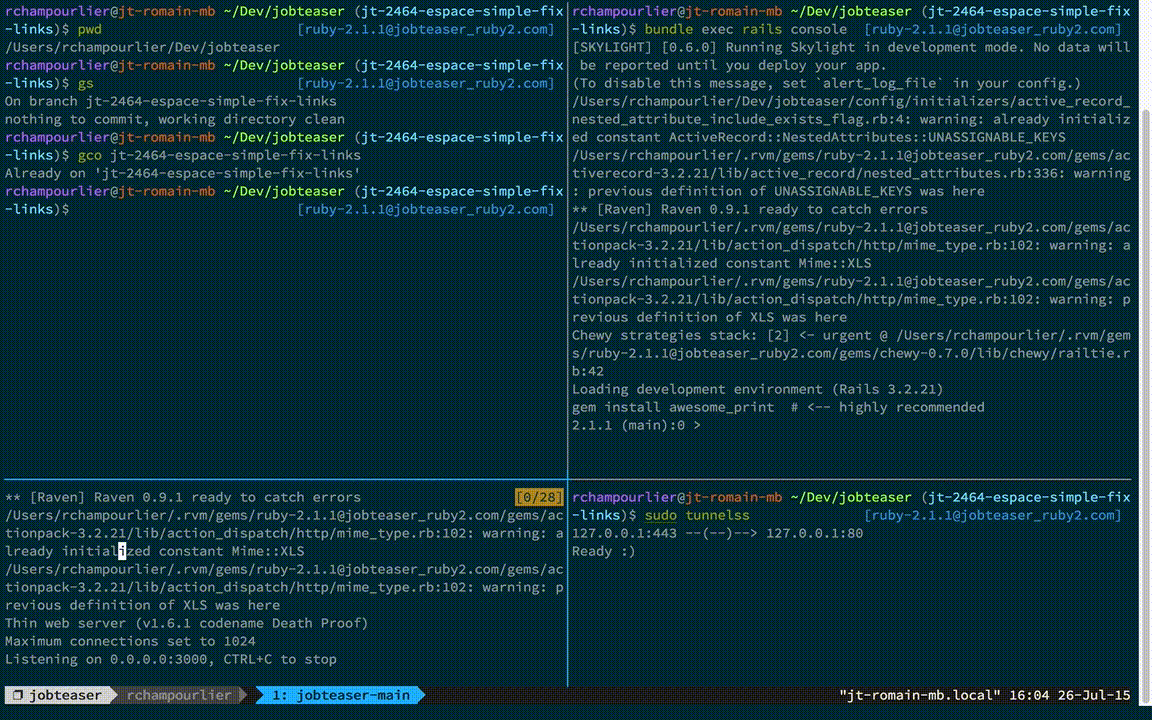 rchampourlier@jt-romain-mb ~/Dev/jobteaser (jt-2464-espace-simple-fix
-links)$ pwd [ruby-2.1.1@jobteaser_ruby2.com]
/Users/rchampourlier/Dev/jobteaser
rchampourlier@jt-romain-mb ~/Dev/jobteaser (jt-2464-espace-simple-fix
-links)$ gs [ruby-2.1.1@jobteaser_ruby2.com]
On branch jt-2464-espace-simple-fix-links
nothing to commit, working directory clean
rchampourlier@jt-romain-mb ~/Dev/jobteaser (jt-2464-espace-simple-fix
-links)$ gco jt-2464-espace-simple-fix-links
Already on 'jt-2464-espace-simple-fix-links'
rchampourlier@jt-romain-mb ~/Dev/jobteaser (jt-2464-espace-simple-fix
-links)$ [ruby-2.1.1@jobteaser_ruby2.com]
rchampourlier@jt-romain-mb ~/Dev/jobteaser (jt-2464-espace-simple-fix
-links)$ bundle exec rails console [ruby-2.1.1@jobteaser_ruby2.com]
[SKYLIGHT] [0.6.0] Running Skylight in development mode. No data will
be reported until you deploy your app.
(To disable this message, set `alert_log_file` in your config.)
/Users/rchampourlier/Dev/jobteaser/config/initializers/active_record_
nested_attribute_include_exists_flag.rb:4: warning: already initializ
ed constant ActiveRecord::NestedAttributes::UNASSIGNABLE_KEYS
/Users/rchampourlier/.rvm/gems/ruby-2.1.1@jobteaser_ruby2.com/gems/ac
tiverecord-3.2.21/lib/active_record/nested_attributes.rb:336: warning
: previous definition of UNASSIGNABLE_KEYS was here
** [Raven] Raven 0.9.1 ready to catch errors
/Users/rchampourlier/.rvm/gems/ruby-2.1.1@jobteaser_ruby2.com/gems/ac
tionpack-3.2.21/lib/action_dispatch/http/mime_type.rb:102: warning: a
lready initialized constant Mime::XLS
/Users/rchampourlier/.rvm/gems/ruby-2.1.1@jobteaser_ruby2.com/gems/ac
tionpack-3.2.21/lib/action_dispatch/http/mime_type.rb:102: warning: p
revious definition of XLS was here
Chewy strategies stack: [2] <- urgent @ /Users/rchampourlier/.rvm/gem
s/ruby-2.1.1@jobteaser_ruby2.com/gems/chewy-0.7.0/lib/chewy/railtie.r
b:42
Loading development environment (Rails 3.2.21)
gem install awesome_print # <-- highly recommended
2.1.1 (main):0 >
** [Raven] Raven 0.9.1 ready to catch errors [0/28]
/Users/rchampourlier/.rvm/gems/ruby-2.1.1@jobteaser_ruby2.com/gems/ac
tionpack-3.2.21/lib/action_dispatch/http/mime_type.rb:102: warning: a
lready initialized constant Mime::XLS
/Users/rchampourlier/.rvm/gems/ruby-2.1.1@jobteaser_ruby2.com/gems/ac
tionpack-3.2.21/lib/action_dispatch/http/mime_type.rb:102: warning: p
revious definition of XLS was here
Thin web server (v1.6.1 codename Death Proof)
Maximum connections set to 1024
Listening on 0.0.0.0:3000, CTRL+C to stop
rchampourlier@jt-romain-mb ~/Dev/jobteaser (jt-2464-espace-simple-fix
-links)$ sudo tunnelss [ruby-2.1.1@jobteaser_ruby2.com]
127.0.0.1:443 --(--)--> 127.0.0.1:80
Ready :)
❐ jobteaser rchampourlier 1: jobteaser-main "jt-romain-mb.local" 16:04 26-Jul-15